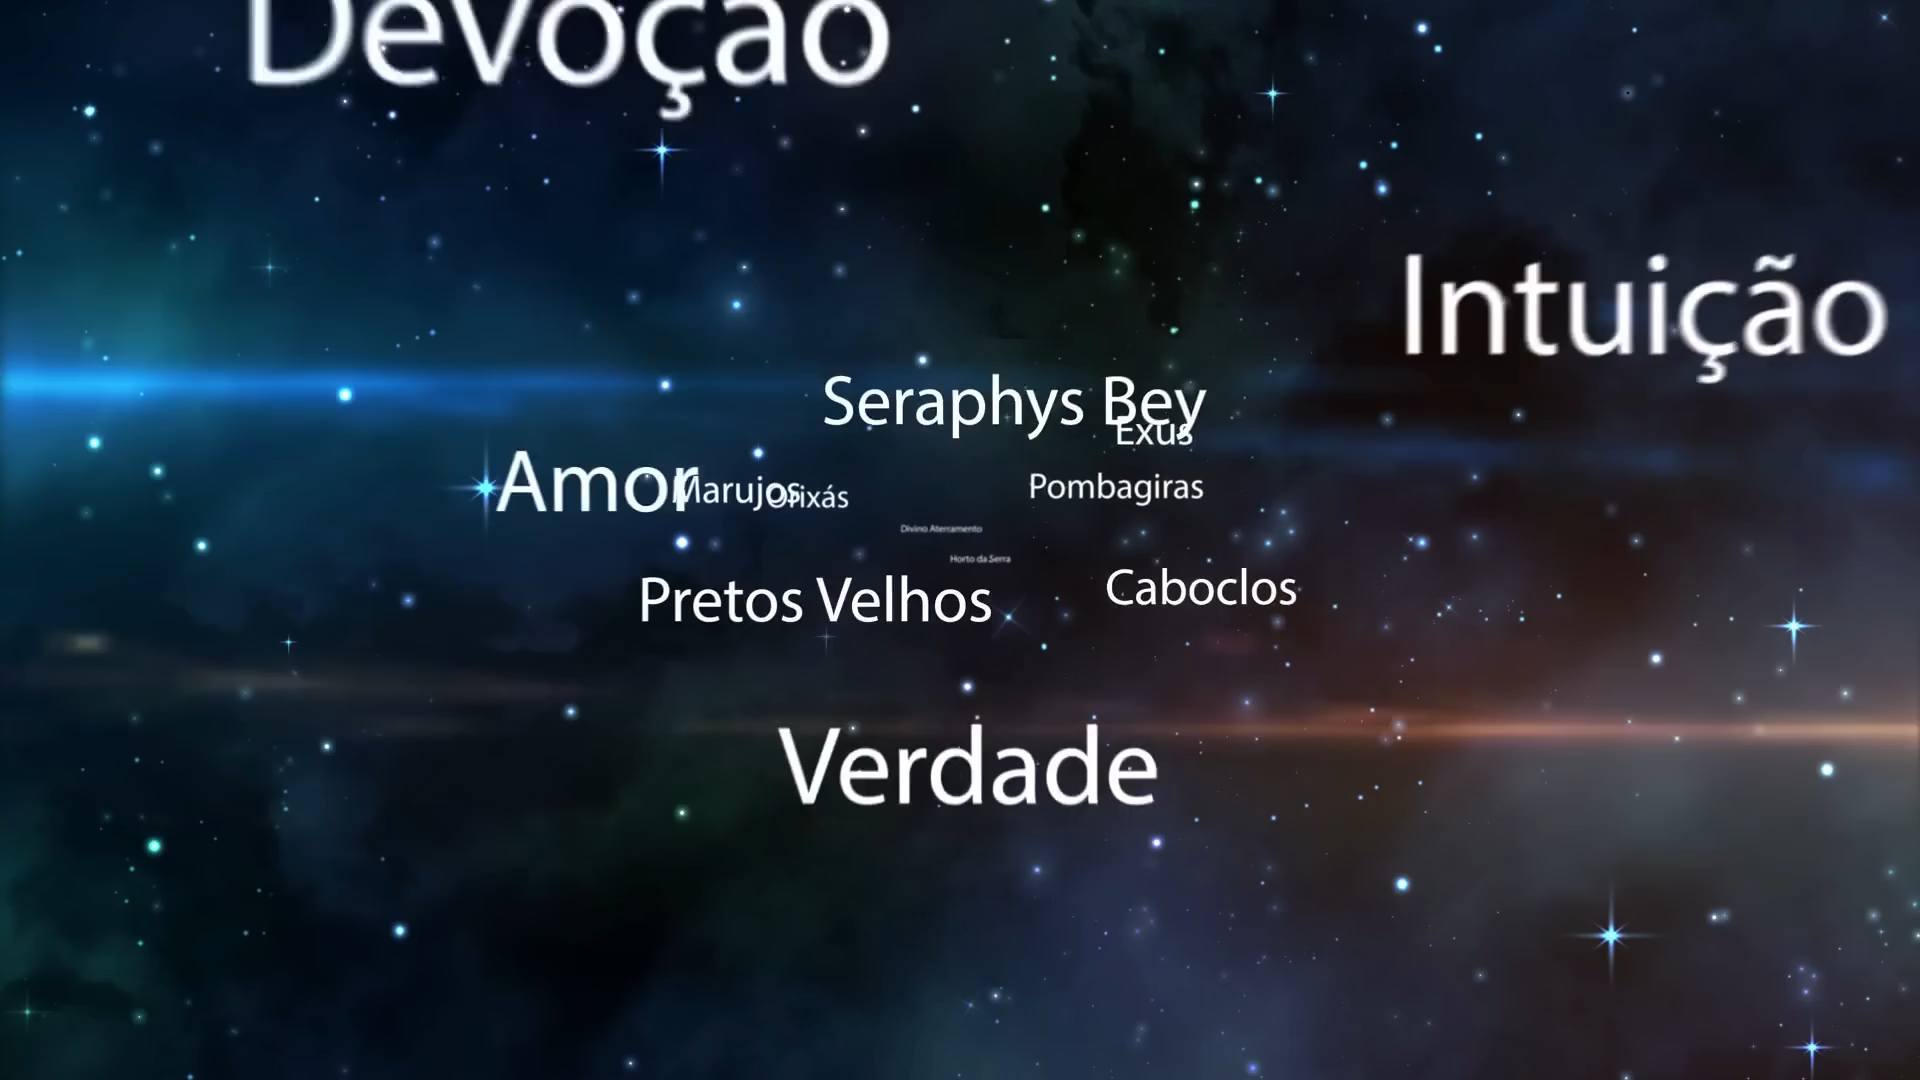 Devoção
Intuição
Seraphys Bey
Exus
Amor
Marujos
Orixás
Pombagiras
Divino Aterramento
Horto da Serra
Pretos Velhos
Caboclos
Verdade